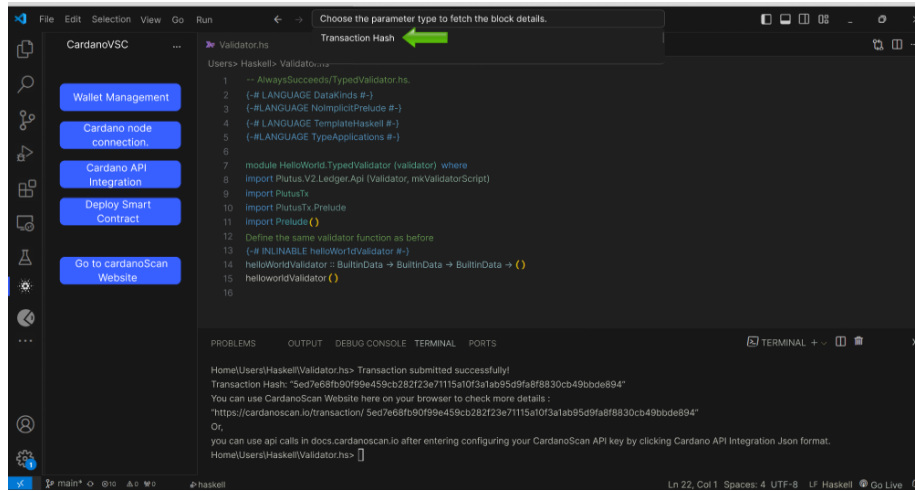 File Edit Selection View Go Run
Choose the parameter type to fetch the block details.
Transaction Hash
CardanoVSC ...
Validator.hs
Users> Haskell> Validator.hs
Wallet Management
Cardano node
connection.
Cardano API
Integration
Deploy Smart
Contract
Go to cardanoScan
Website
1 -- AlwaysSucceeds/TypedValidator.hs.
2 {-# LANGUAGE DataKinds #-}
3 {-#LANGUAGE NoImplicitPrelude #-}
4 {-# LANGUAGE TemplateHaskell #-}
5 {-#LANGUAGE TypeApplications #-}
6
7 module HelloWorld.TypedValidator (validator) where
8 import Plutus.V2.Ledger.Api (Validator, mkValidatorScript)
9 import PlutusTx
10 import PlutusTx.Prelude
11 import Prelude ()
12 Define the same validator function as before
13 {-# INLINABLE helloWor1dValidator #-}
14 helloWorldValidator :: BuiltinData → BuiltinData → BuiltinData → ()
15 helloworldValidator ()
16
PROBLEMS OUTPUT DEBUG CONSOLE TERMINAL PORTS TERMINAL
Home\Users\Haskell\Validator.hs> Transaction submitted successfully!
Transaction Hash: "5ed7e68fb90f99e459cb282f23e71115a10f3a1ab95d9fa8f8830cb49bbde894"
You can use CardanoScan Website here on your browser to check more details :
"https://cardanoscan.io/transaction/ 5ed7e68fb90f99e459cb282f23e71115a10f3a1ab95d9fa8f8830cb49bbde894"
Or,
you can use api calls in docs.cardanoscan.io after entering configuring your CardanoScan API key by clicking Cardano API Integration Json format.
Home\Users\Haskell\Validator.hs>
1
main* 10 0 0 haskell Ln 22, Col 1 Spaces: 4 UTF-8 LF Haskell Go Live